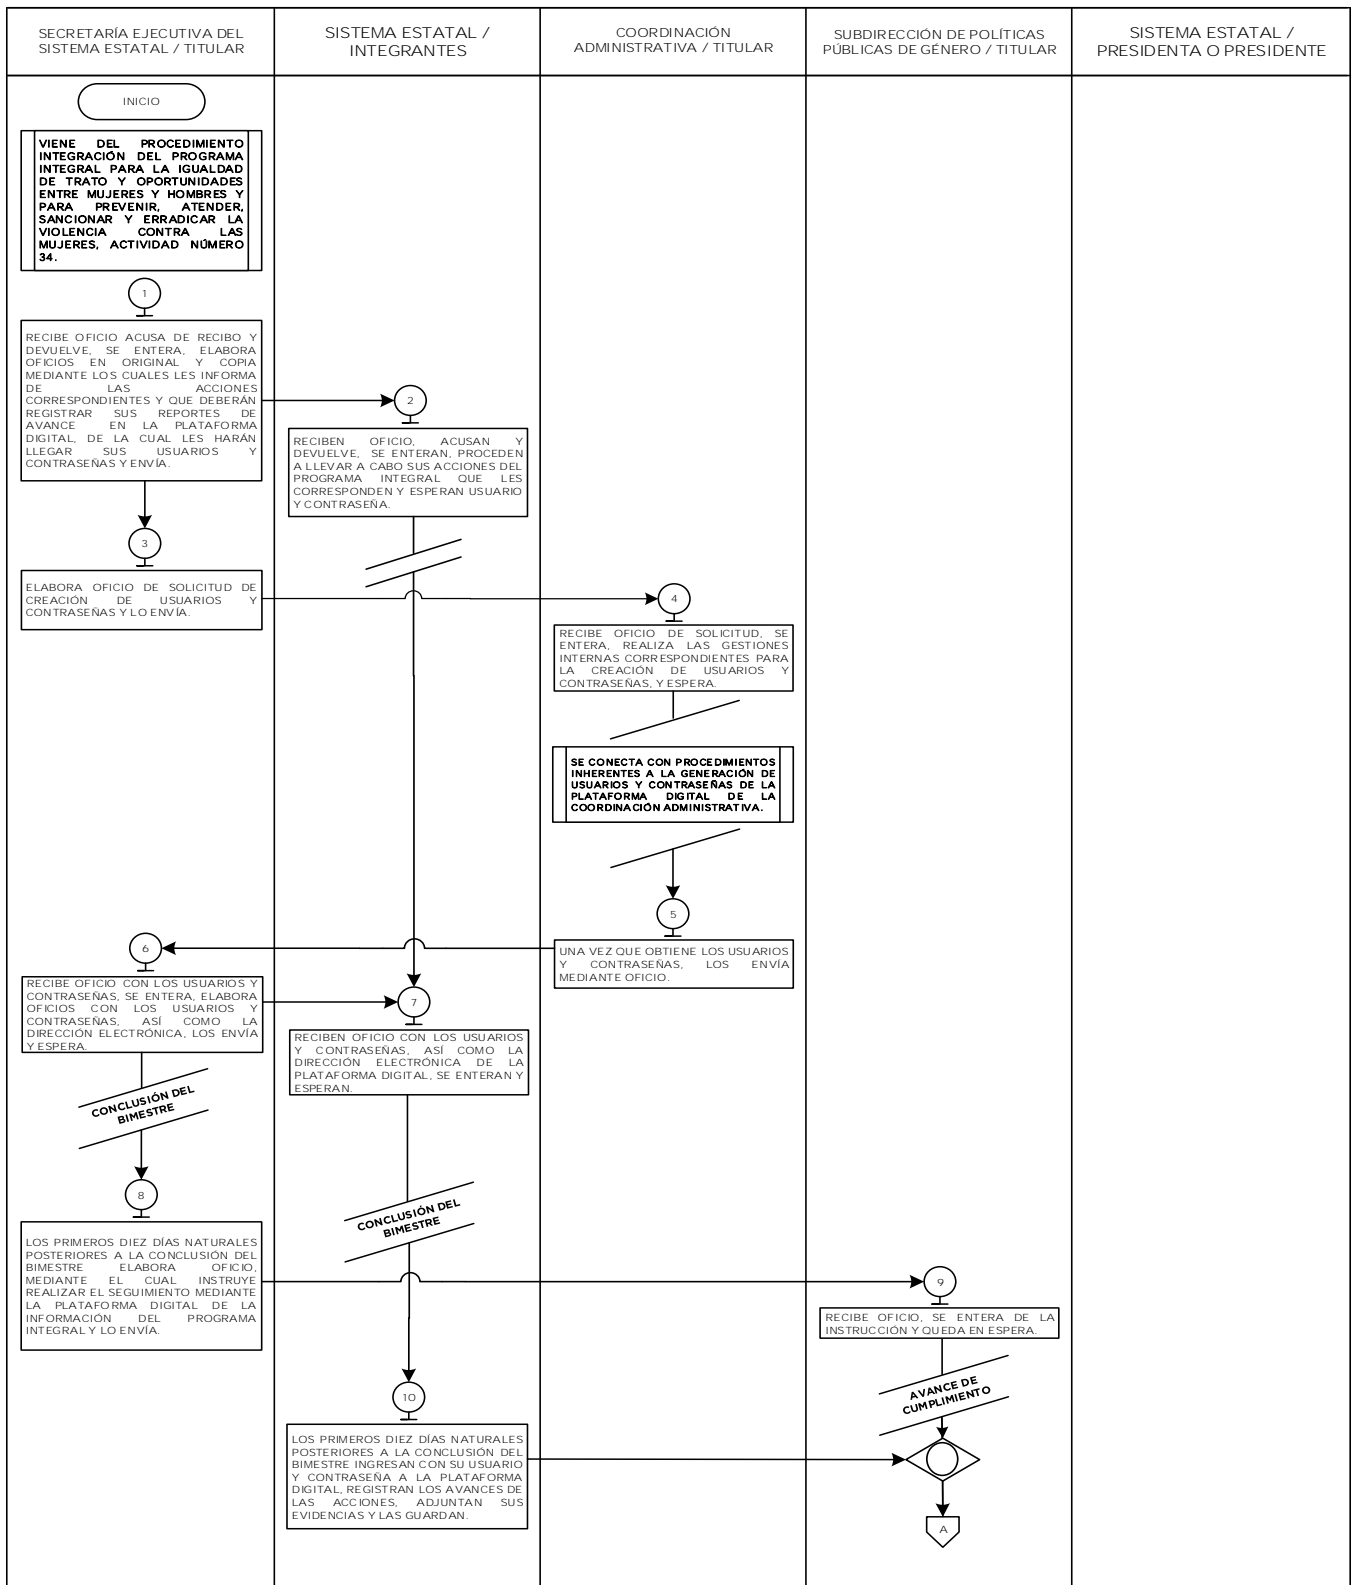 SECRETARÍA EJECUTIVA DEL
SISTEMA ESTATAL / TITULAR
SISTEMA ESTATAL /
INTEGRANTES
COORDINACIÓN
ADMINISTRATIVA / TITULAR
SUBDIRECCIÓN DE POLÍTICAS
PÚBLICAS DE GÉNERO / TITULAR
SISTEMA ESTATAL /
PRESIDENTA O PRESIDENTE
INICIO
VIENE DEL PROCEDIMIENTO
INTEGRACIÓN DEL PROGRAMA
INTEGRAL PARA LA IGUALDAD
DE TRATO Y OPORTUNIDADES
ENTRE MUJERES Y HOMBRES Y
PARA PREVENIR, ATENDER,
SANCIONAR Y ERRADICAR LA
VIOLENCIA CONTRA LAS
MUJERES, ACTIVIDAD NÚMERO
34.
1
RECIBE OFICIO ACUSA DE RECIBO Y
DEVUELVE, SE ENTERA, ELABORA
OFICIOS EN ORIGINAL Y COPIA
MEDIANTE LOS CUALES LES INFORMA
DE LAS ACCIONES
CORRESPONDIENTES Y QUE DEBERÁN
REGISTRAR SUS REPORTES DE
AVANCE EN LA PLATAFORMA
DIGITAL, DE LA CUAL LES HARÁN
LLEGAR SUS USUARIOS Y
CONTRASEÑAS Y ENVÍA.
2
RECIBEN OFICIO, ACUSAN Y
DEVUELVE, SE ENTERAN, PROCEDEN
A LLEVAR A CABO SUS ACCIONES DEL
PROGRAMA INTEGRAL QUE LES
CORRESPONDEN Y ESPERAN USUARIO
Y CONTRASEÑA.
3
ELABORA OFICIO DE SOLICITUD DE
CREACIÓN DE USUARIOS Y
CONTRASEÑAS Y LO ENVÍA.
4
RECIBE OFICIO DE SOLICITUD, SE
ENTERA, REALIZA LAS GESTIONES
INTERNAS CORRESPONDIENTES PARA
LA CREACIÓN DE USUARIOS Y
CONTRASEÑAS, Y ESPERA.
SE CONECTA CON PROCEDIMIENTOS
INHERENTES A LA GENERACIÓN DE
USUARIOS Y CONTRASEÑAS DE LA
PLATAFORMA DIGITAL DE LA
COORDINACIÓN ADMINISTRATIVA.
5
UNA VEZ QUE OBTIENE LOS USUARIOS
Y CONTRASEÑAS, LOS ENVÍA
MEDIANTE OFICIO.
6
RECIBE OFICIO CON LOS USUARIOS Y
CONTRASEÑAS, SE ENTERA, ELABORA
OFICIOS CON LOS USUARIOS Y
CONTRASEÑAS, ASÍ COMO LA
DIRECCIÓN ELECTRÓNICA, LOS ENVÍA
Y ESPERA.
7
RECIBEN OFICIO CON LOS USUARIOS
Y CONTRASEÑAS, ASÍ COMO LA
DIRECCIÓN ELECTRÓNICA DE LA
PLATAFORMA DIGITAL, SE ENTERAN Y
ESPERAN.
CONCLUSIÓN DEL
BIMESTRE
8
LOS PRIMEROS DIEZ DÍAS NATURALES
POSTERIORES A LA CONCLUSIÓN DEL
BIMESTRE ELABORA OFICIO,
MEDIANTE EL CUAL INSTRUYE
REALIZAR EL SEGUIMIENTO MEDIANTE
LA PLATAFORMA DIGITAL DE LA
INFORMACIÓN DEL PROGRAMA
INTEGRAL Y LO ENVÍA.
CONCLUSIÓN DEL
BIMESTRE
9
RECIBE OFICIO, SE ENTERA DE LA
INSTRUCCIÓN Y QUEDA EN ESPERA.
AVANCE DE
CUMPLIMIENTO
10
LOS PRIMEROS DIEZ DÍAS NATURALES
POSTERIORES A LA CONCLUSIÓN DEL
BIMESTRE INGRESAN CON SU USUARIO
Y CONTRASEÑA A LA PLATAFORMA
DIGITAL, REGISTRAN LOS AVANCES DE
LAS ACCIONES, ADJUNTAN SUS
EVIDENCIAS Y LAS GUARDAN.
A